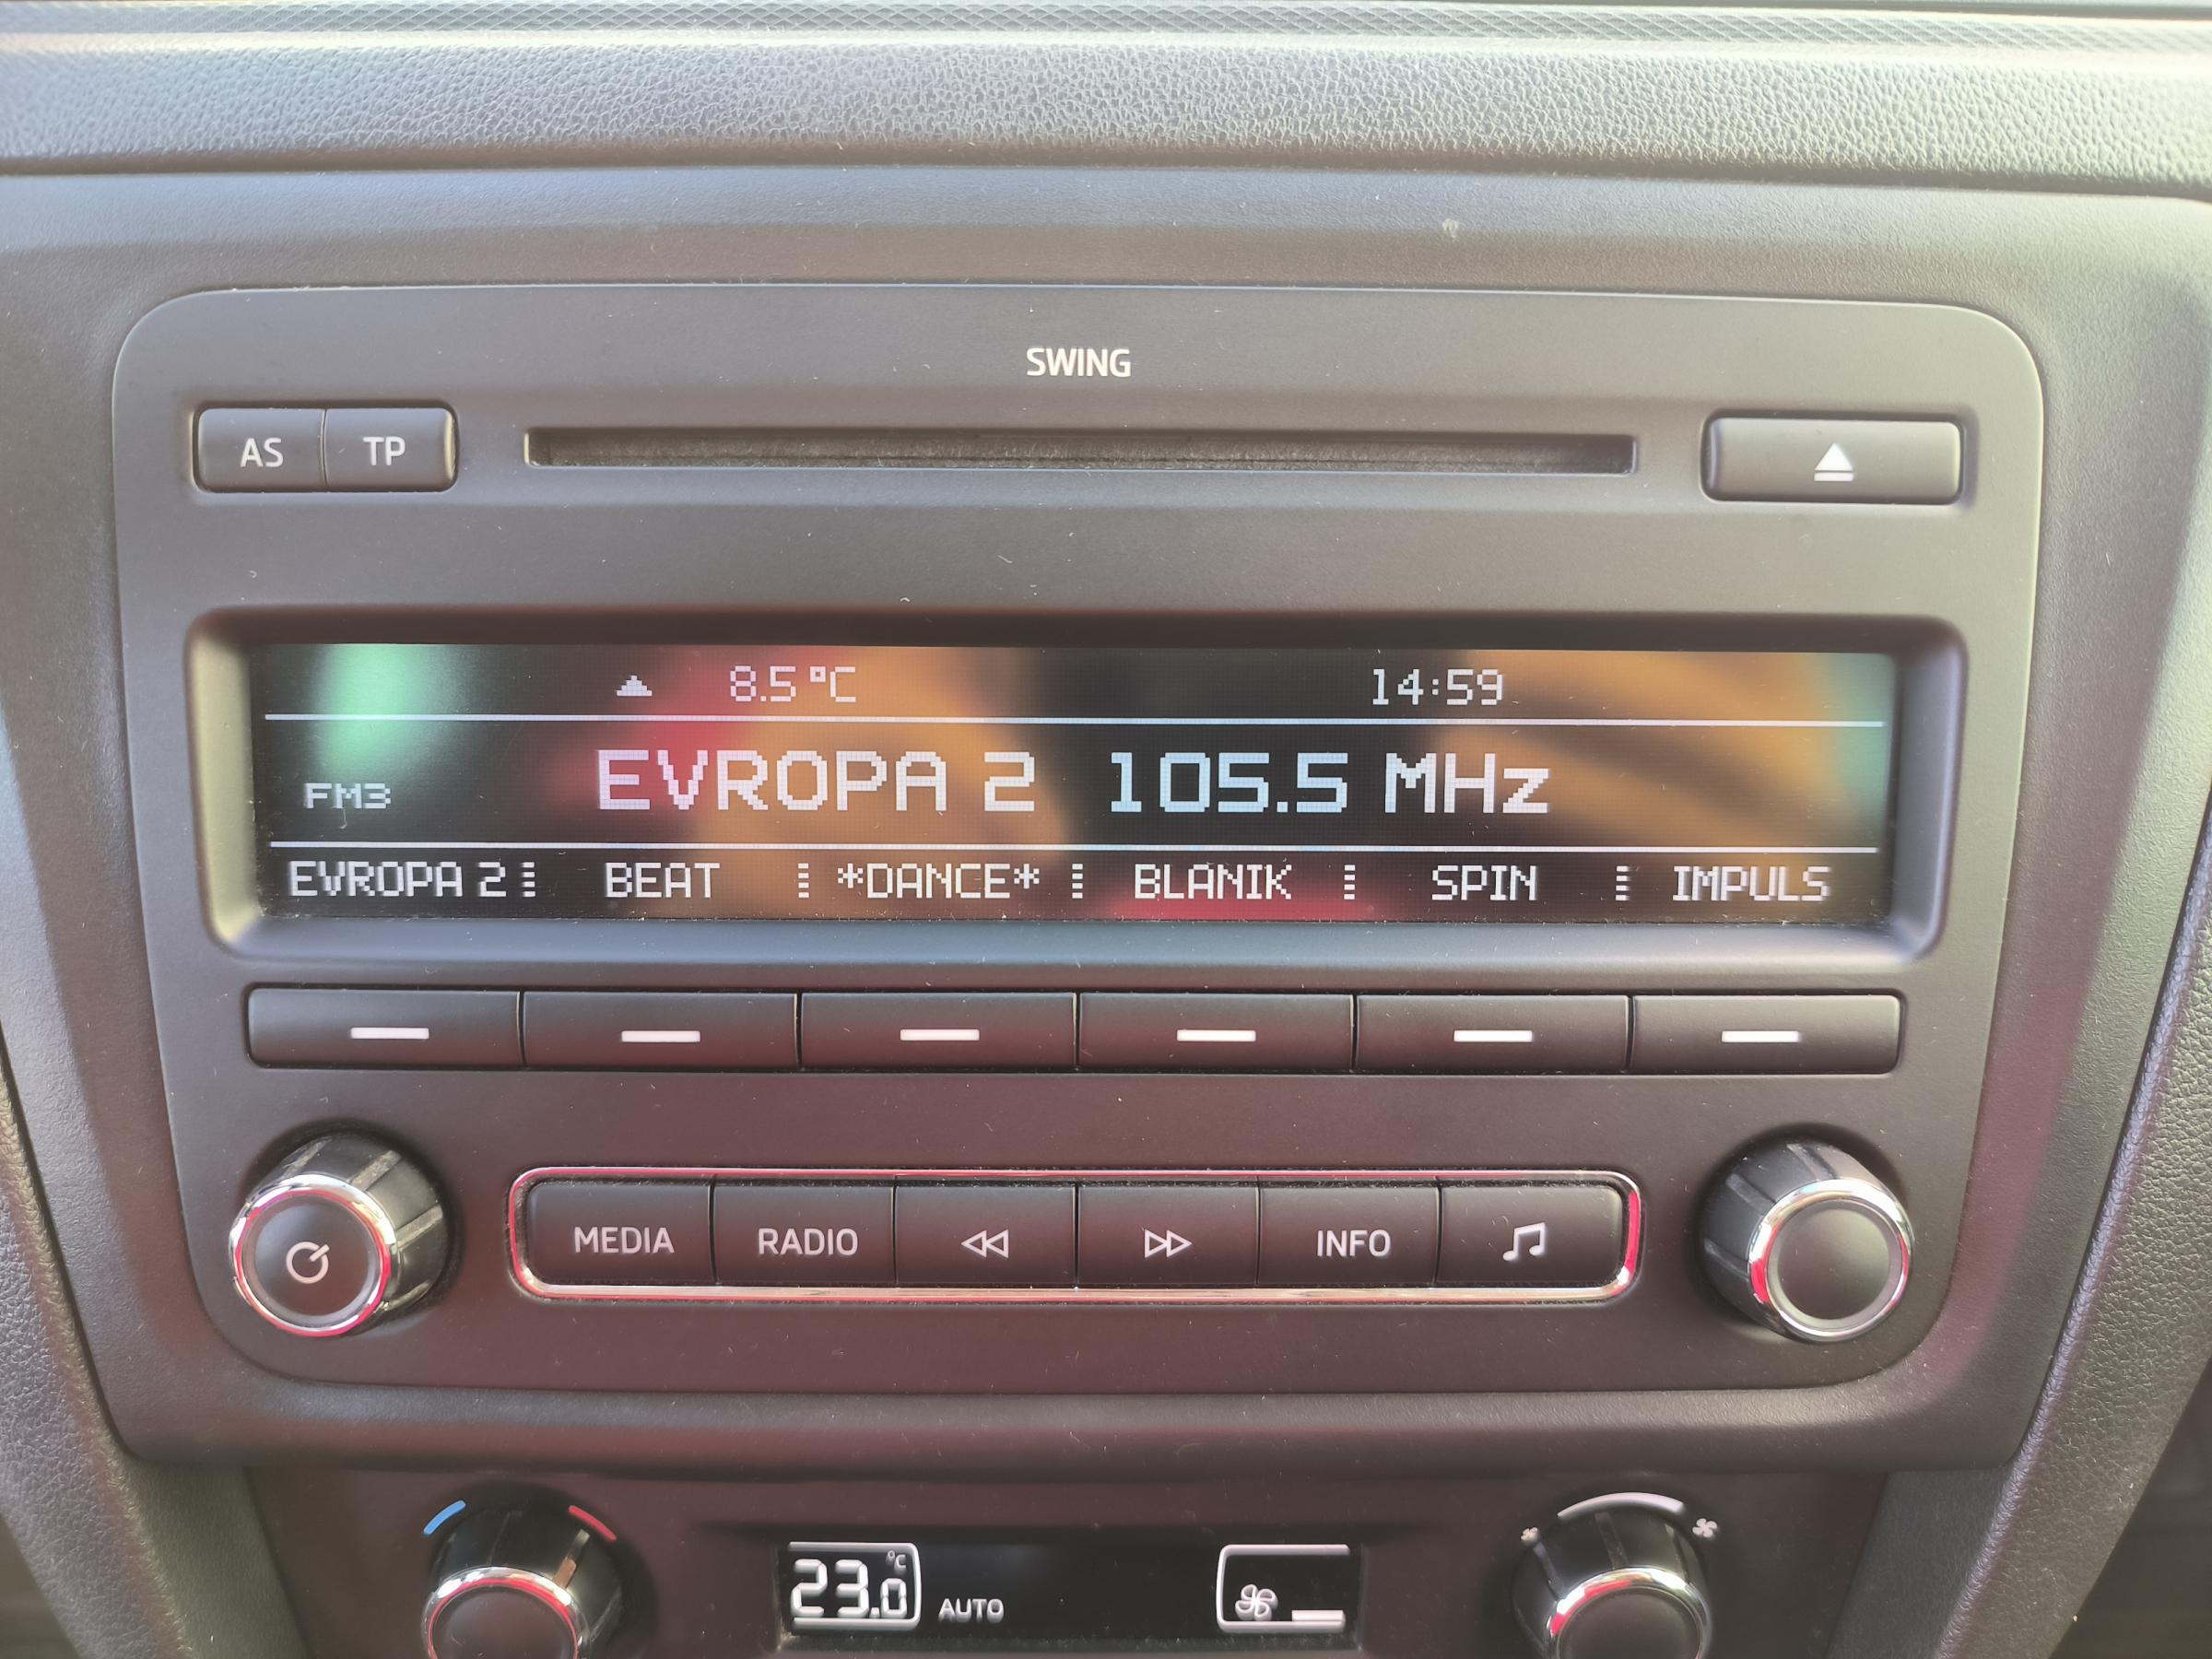 SWING
AS TP
8.5 °C 14:59
FM3 EVROPA 2 105.5 MHz
EVROPA 2 BEAT *DANCE* BLANIK SPIN IMPULS
MEDIA RADIO INFO
23.0 °C AUTO